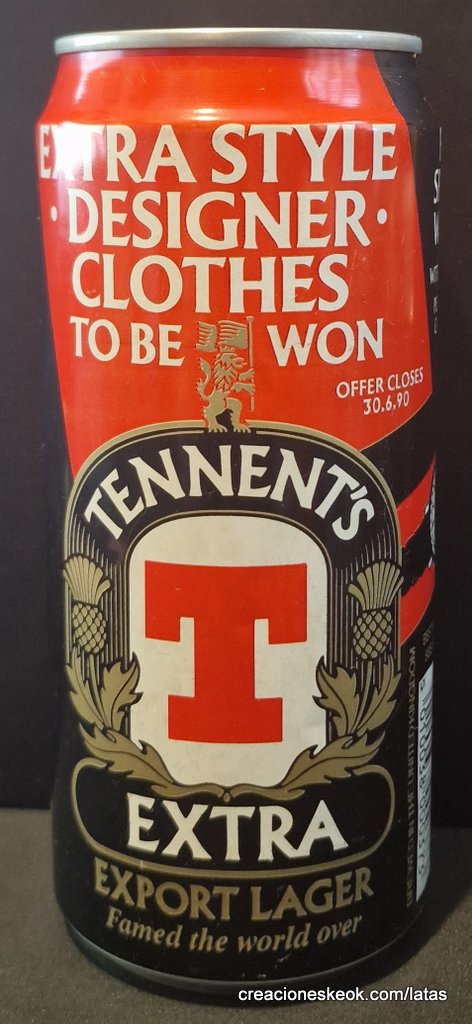 EXTRA STYLE
· DESIGNER ·
CLOTHES
TO BE WON
OFFER CLOSES
30.6.90
TENNENT'S
T
EXTRA
EXPORT LAGER
Famed the world over
creacioneskeok.com/latas